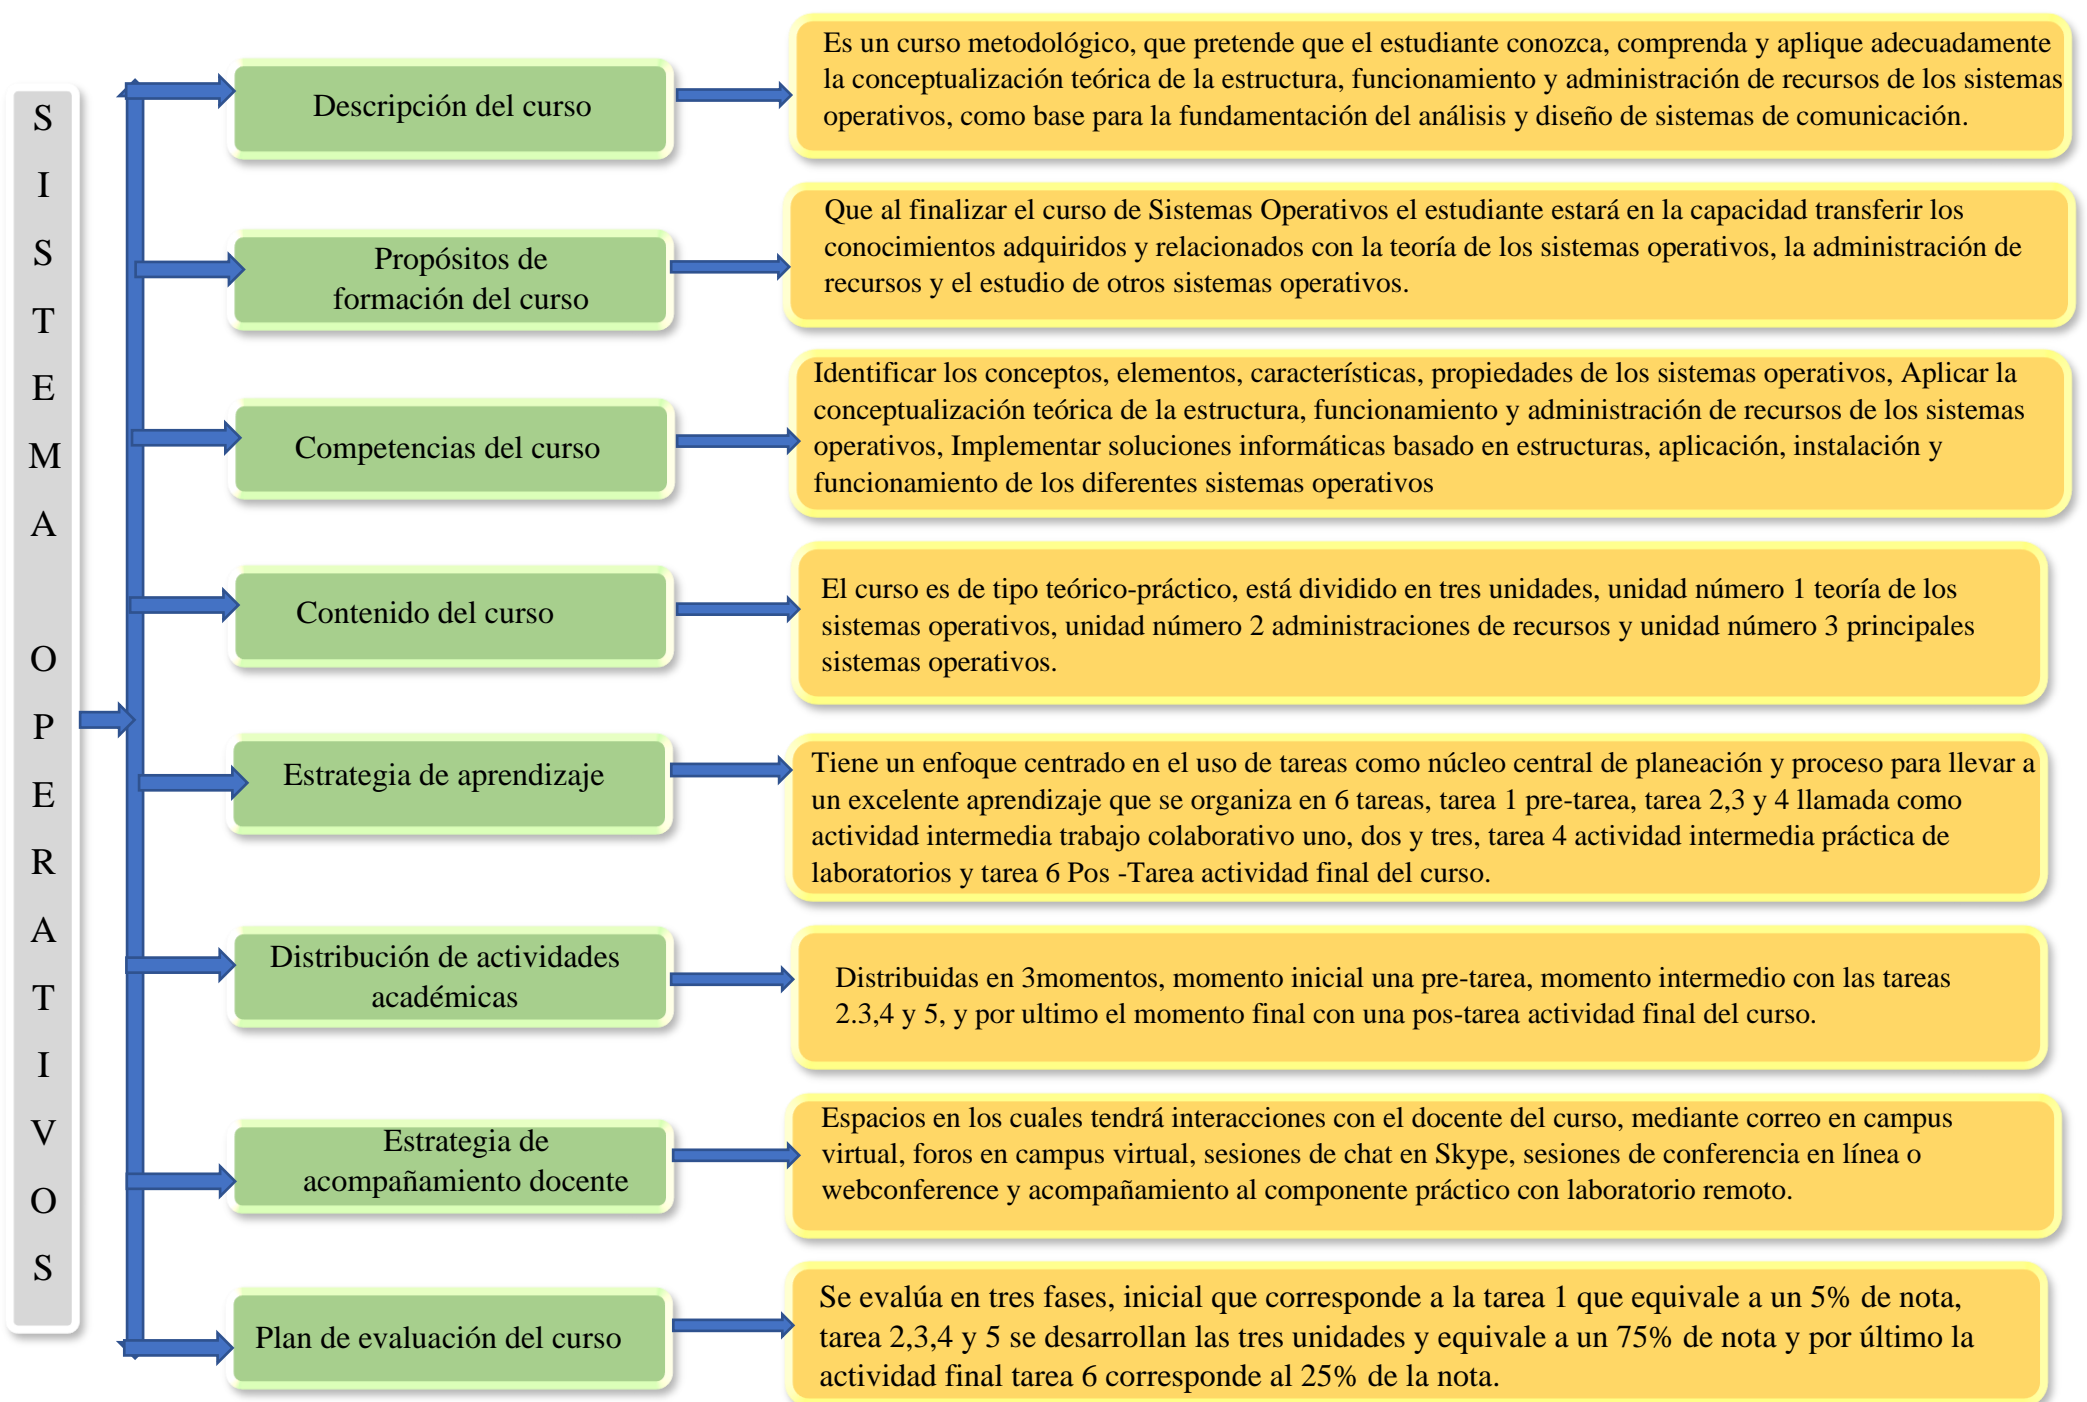 SISTEMA OPERATIVOS
Descripción del curso
Es un curso metodológico, que pretende que el estudiante conozca, comprenda y aplique adecuadamente
la conceptualización teórica de la estructura, funcionamiento y administración de recursos de los sistemas
operativos, como base para la fundamentación del análisis y diseño de sistemas de comunicación.
Propósitos de
formación del curso
Que al finalizar el curso de Sistemas Operativos el estudiante estará en la capacidad transferir los
conocimientos adquiridos y relacionados con la teoría de los sistemas operativos, la administración de
recursos y el estudio de otros sistemas operativos.
Competencias del curso
Identificar los conceptos, elementos, características, propiedades de los sistemas operativos, Aplicar la
conceptualización teórica de la estructura, funcionamiento y administración de recursos de los sistemas
operativos, Implementar soluciones informáticas basado en estructuras, aplicación, instalación y
funcionamiento de los diferentes sistemas operativos
Contenido del curso
El curso es de tipo teórico-práctico, está dividido en tres unidades, unidad número 1 teoría de los
sistemas operativos, unidad número 2 administraciones de recursos y unidad número 3 principales
sistemas operativos.
Estrategia de aprendizaje
Tiene un enfoque centrado en el uso de tareas como núcleo central de planeación y proceso para llevar a
un excelente aprendizaje que se organiza en 6 tareas, tarea 1 pre-tarea, tarea 2,3 y 4 llamada como
actividad intermedia trabajo colaborativo uno, dos y tres, tarea 4 actividad intermedia práctica de
laboratorios y tarea 6 Pos -Tarea actividad final del curso.
Distribución de actividades
académicas
Distribuidas en 3momentos, momento inicial una pre-tarea, momento intermedio con las tareas
2.3,4 y 5, y por ultimo el momento final con una pos-tarea actividad final del curso.
Estrategia de
acompañamiento docente
Espacios en los cuales tendrá interacciones con el docente del curso, mediante correo en campus
virtual, foros en campus virtual, sesiones de chat en Skype, sesiones de conferencia en línea o
webconference y acompañamiento al componente práctico con laboratorio remoto.
Plan de evaluación del curso
Se evalúa en tres fases, inicial que corresponde a la tarea 1 que equivale a un 5% de nota,
tarea 2,3,4 y 5 se desarrollan las tres unidades y equivale a un 75% de nota y por último la
actividad final tarea 6 corresponde al 25% de la nota.